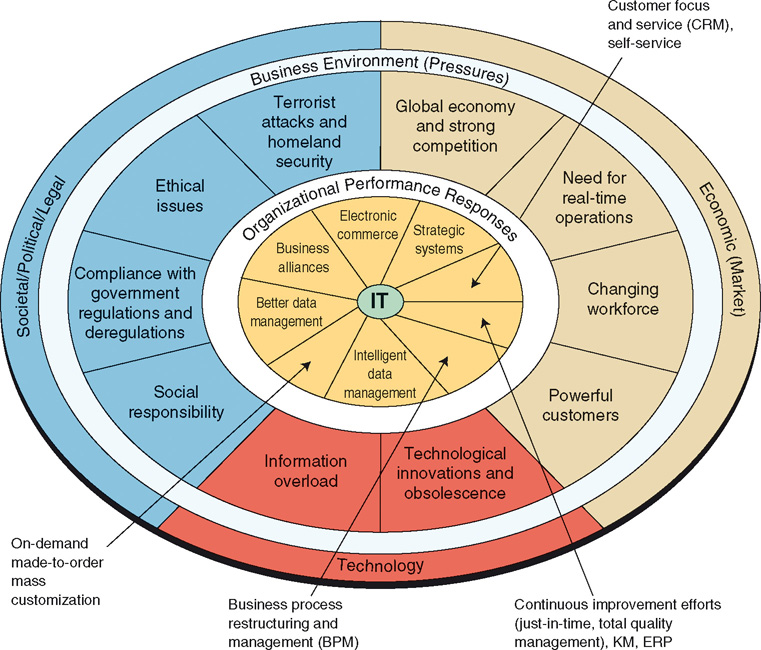 Customer focus
and service (CRM),
self-service
Business Environment (Pressures)
Societal/Political/Legal
Economic (Market)
Technology
Terrorist
attacks and
homeland
security
Global economy
and strong
competition
Ethical
issues
Need for
real-time
operations
Compliance with
government
regulations and
deregulations
Changing
workforce
Social
responsibility
Powerful
customers
Information
overload
Technological
innovations and
obsolescence
Organizational Performance Responses
Electronic
commerce
Strategic
systems
Business
alliances
Better data
management
IT
Intelligent
data
management
On-demand
made-to-order
mass
customization
Business process
restructuring and
management (BPM)
Continuous improvement efforts
(just-in-time, total quality
management), KM, ERP